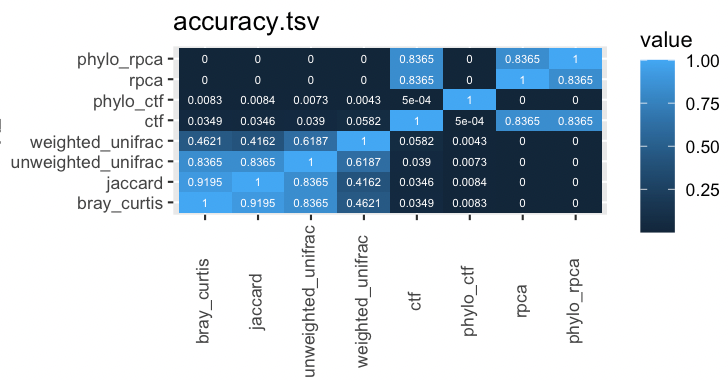 accuracy.tsv
phylo_rpca 0 0 0 0 0.8365 0 0.8365 1
rpca 0 0 0 0 0.8365 0 1 0.8365
phylo_ctf 0.0083 0.0084 0.0073 0.0043 5e-04 1 0 0
ctf 0.0349 0.0346 0.039 0.0582 1 5e-04 0.8365 0.8365
weighted_unifrac 0.4621 0.4162 0.6187 1 0.0582 0.0043 0 0
unweighted_unifrac 0.8365 0.8365 1 0.6187 0.039 0.0073 0 0
jaccard 0.9195 1 0.8365 0.4162 0.0346 0.0084 0 0
bray_curtis 1 0.9195 0.8365 0.4621 0.0349 0.0083 0 0
bray_curtis
jaccard
unweighted_unifrac
weighted_unifrac
ctf
phylo_ctf
rpca
phylo_rpca
value
1.00
0.75
0.50
0.25